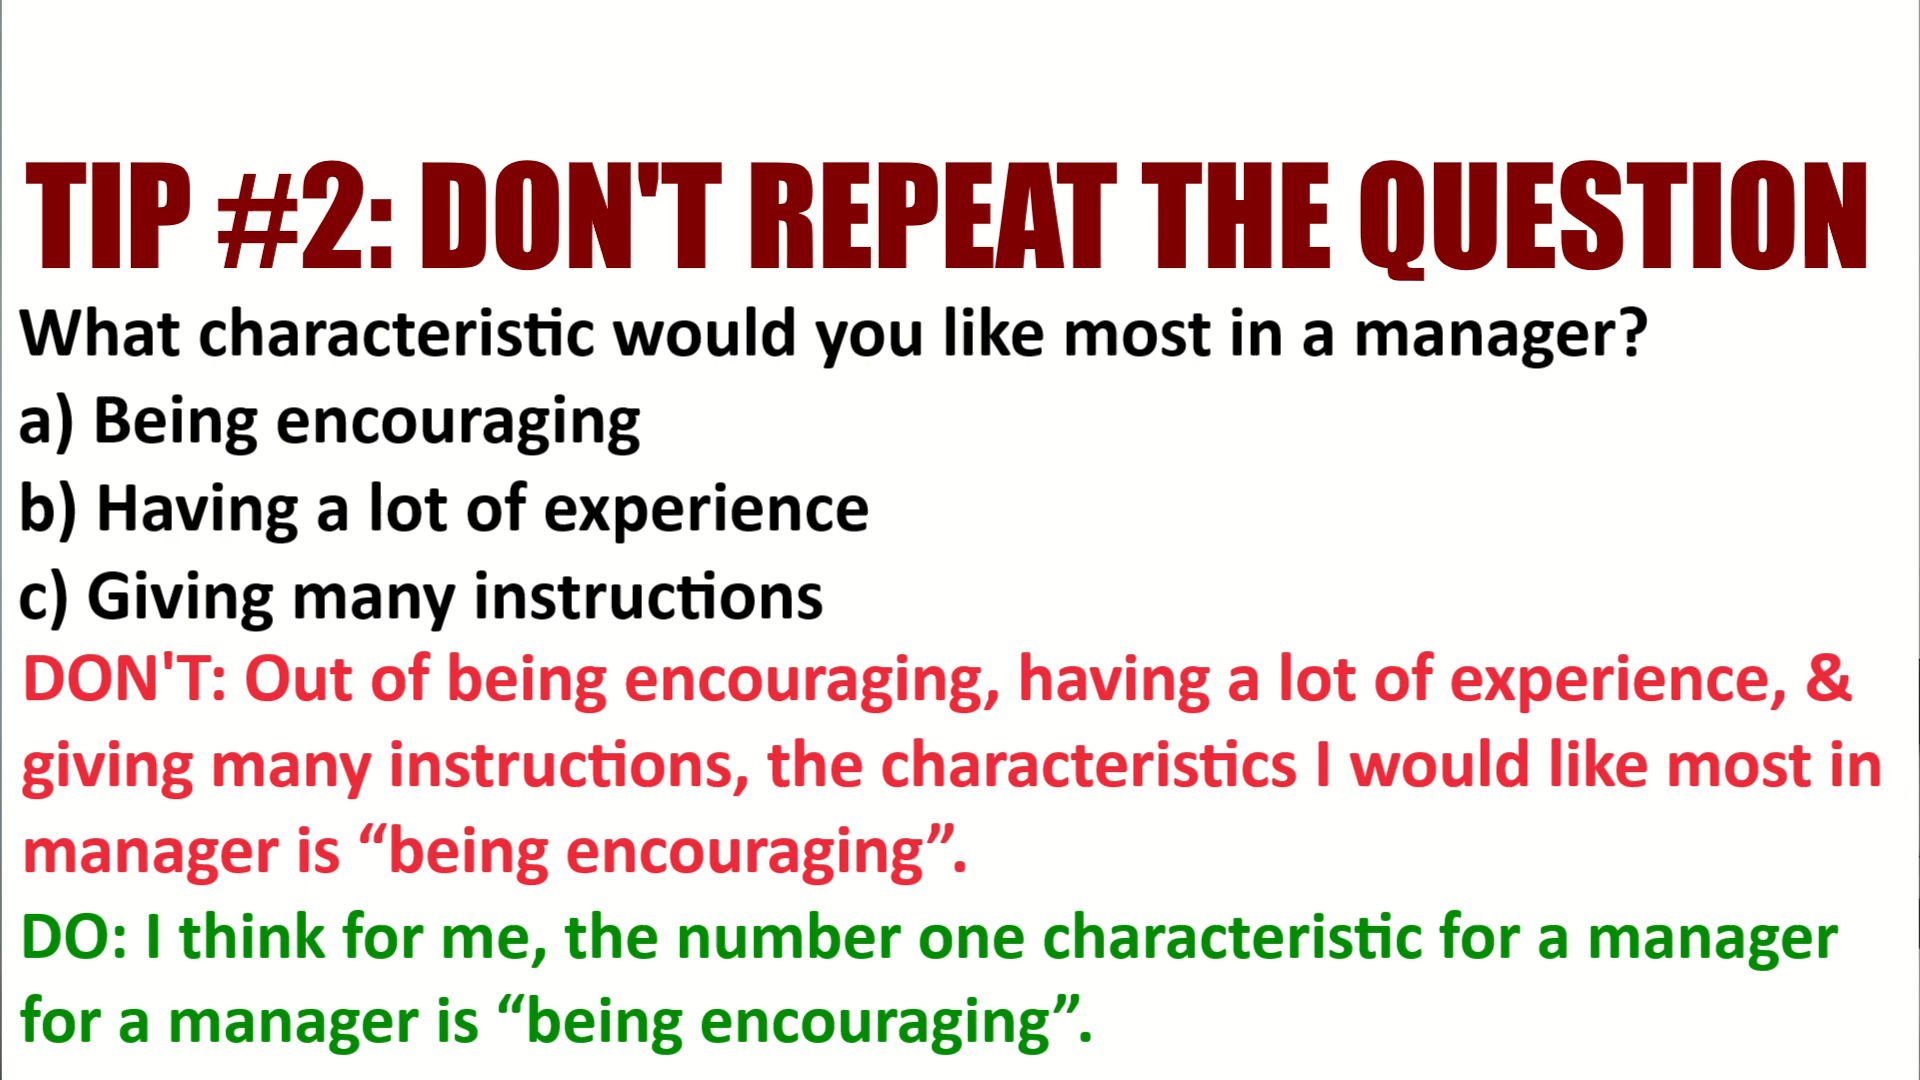 TIP #2: DON'T REPEAT THE QUESTION
What characteristic would you like most in a manager?
a) Being encouraging
b) Having a lot of experience
c) Giving many instructions
DON'T: Out of being encouraging, having a lot of experience, &
giving many instructions, the characteristics I would like most in
manager is “being encouraging”.
DO: I think for me, the number one characteristic for a manager
for a manager is “being encouraging”.